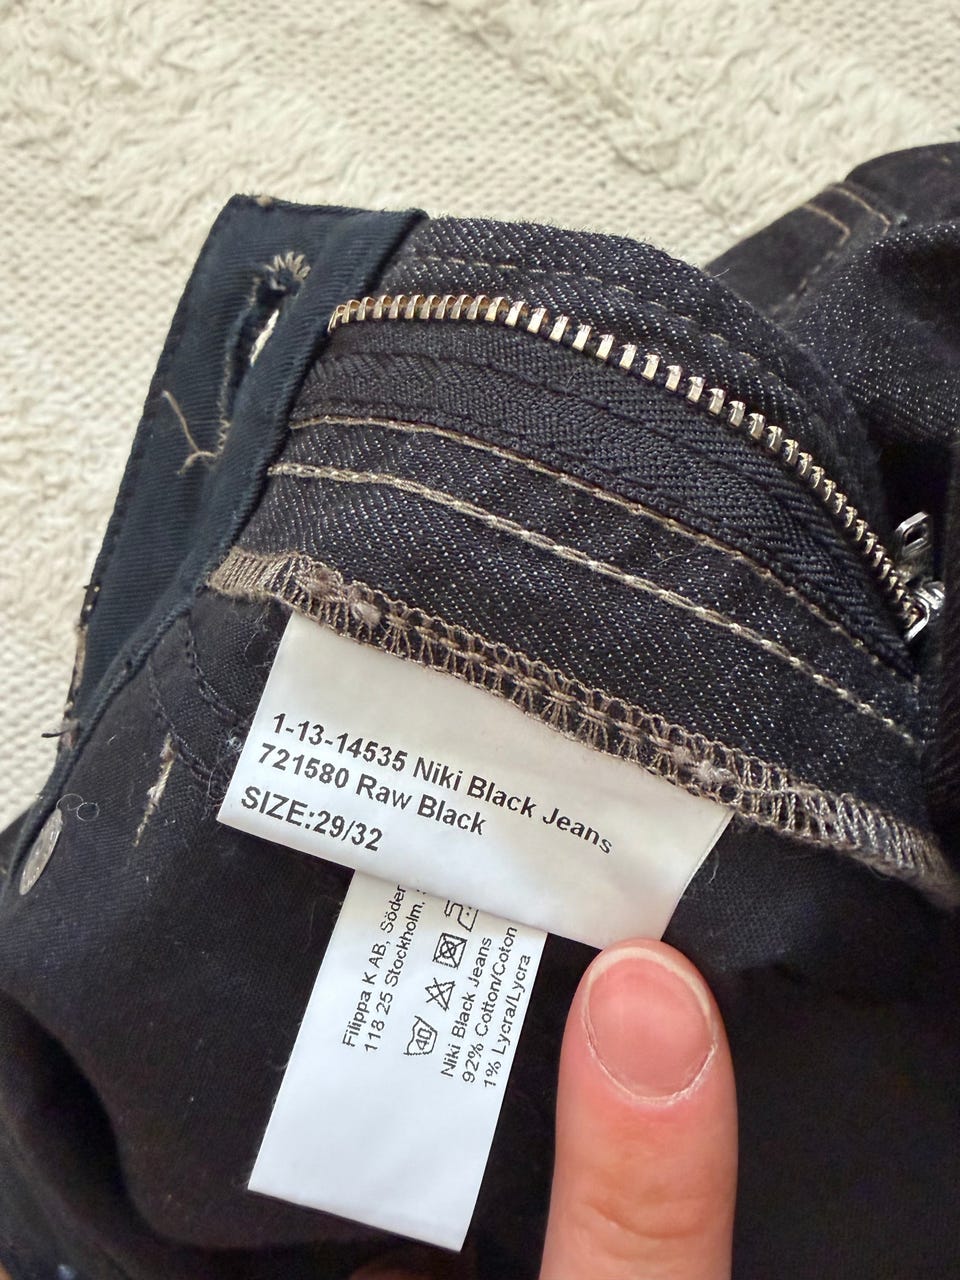 1-13-14535 Niki Black Jeans
721580 Raw Black
SIZE:29/32
Filippa K AB, Söder
118 25 Stockholm.
40
Niki Black Jeans
92% Cotton/Coton
1% Lycra/Lycra